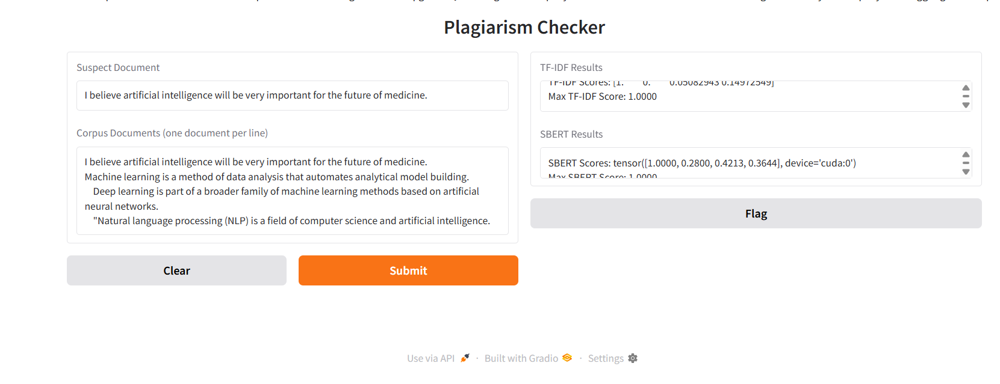 Plagiarism Checker
Suspect Document
I believe artificial intelligence will be very important for the future of medicine.
Corpus Documents (one document per line)
I believe artificial intelligence will be very important for the future of medicine.
Machine learning is a method of data analysis that automates analytical model building.
Deep learning is part of a broader family of machine learning methods based on artificial
neural networks.
"Natural language processing (NLP) is a field of computer science and artificial intelligence.
Clear
Submit
TF-IDF Results
TF-IDF Scores: [1. 0. 0.05082943 0.14972549]
Max TF-IDF Score: 1.0000
SBERT Results
SBERT Scores: tensor([1.0000, 0.2800, 0.4213, 0.3644], device='cuda:0')
Max SBERT Score: 1.0000
Flag
Use via API · Built with Gradio · Settings